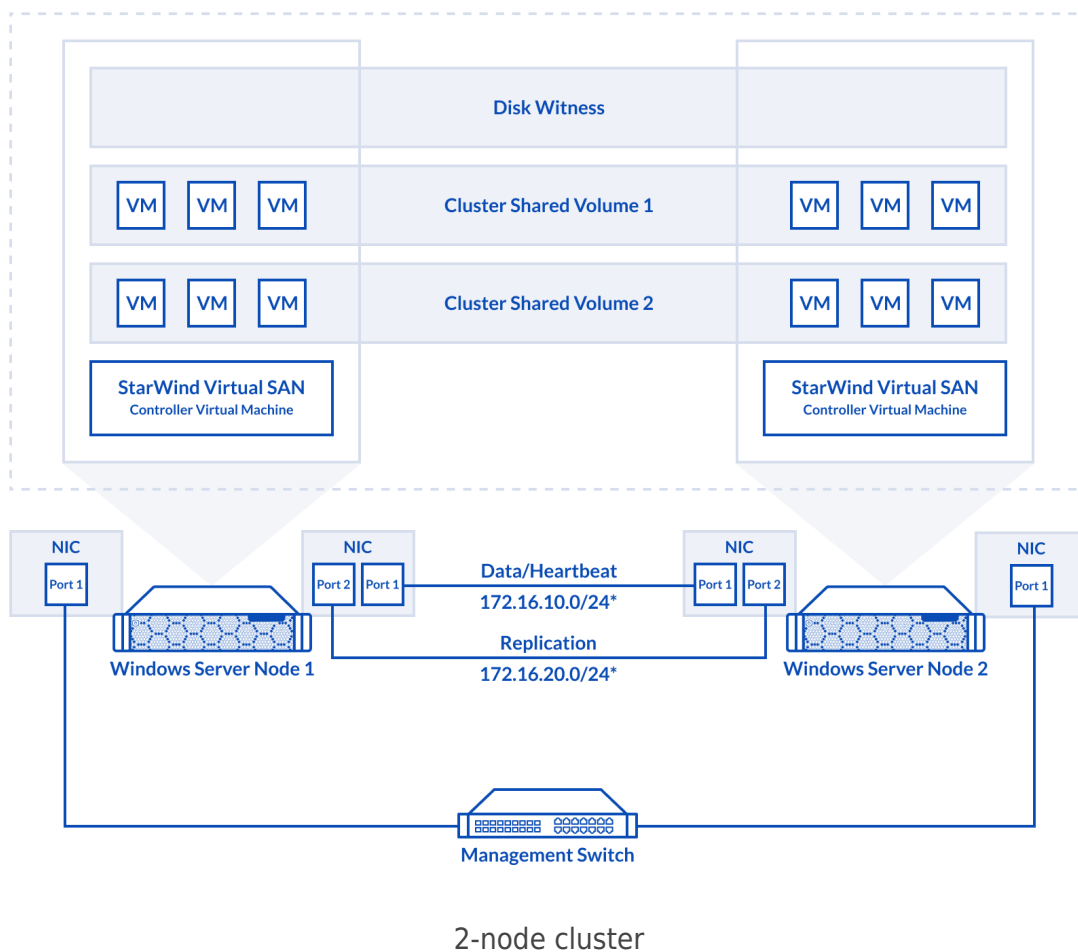 Disk Witness
VM VM VM Cluster Shared Volume 1 VM VM VM
VM VM VM Cluster Shared Volume 2 VM VM VM
StarWind Virtual SAN
Controller Virtual Machine
StarWind Virtual SAN
Controller Virtual Machine
NIC
Port 1
NIC
Port 2 Port 1
Data/Heartbeat
172.16.10.0/24*
Replication
172.16.20.0/24*
NIC
Port 1 Port 2
NIC
Port 1
Windows Server Node 1
Windows Server Node 2
Management Switch
2-node cluster